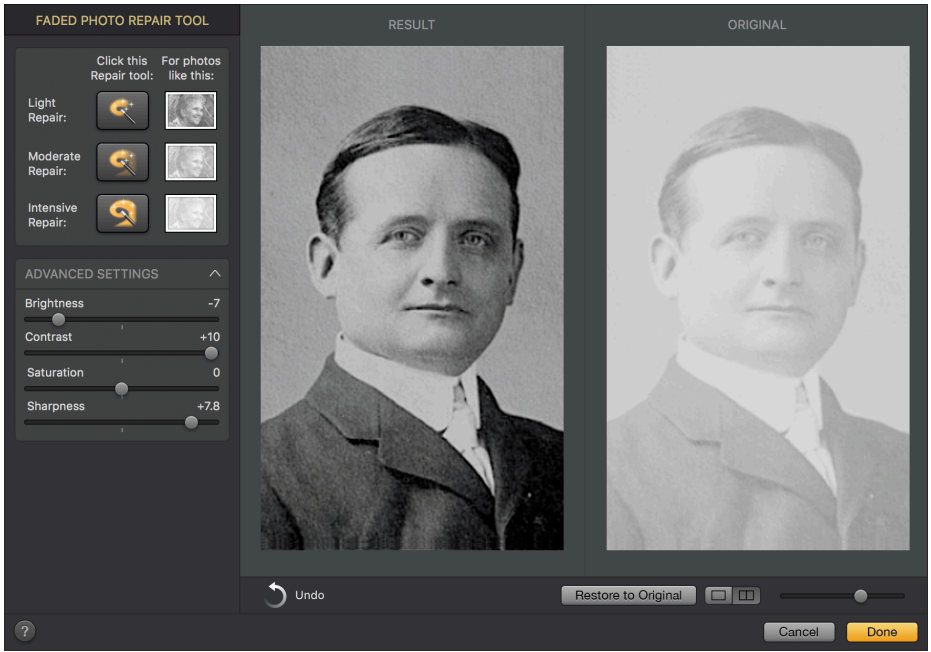 FADED PHOTO REPAIR TOOL
RESULT
ORIGINAL
Click this
Repair tool:
For photos
like this:
Light
Repair:
Moderate
Repair:
Intensive
Repair:
ADVANCED SETTINGS
Brightness -7
Contrast +10
Saturation 0
Sharpness +7.8
Undo
Restore to Original
?
Cancel
Done